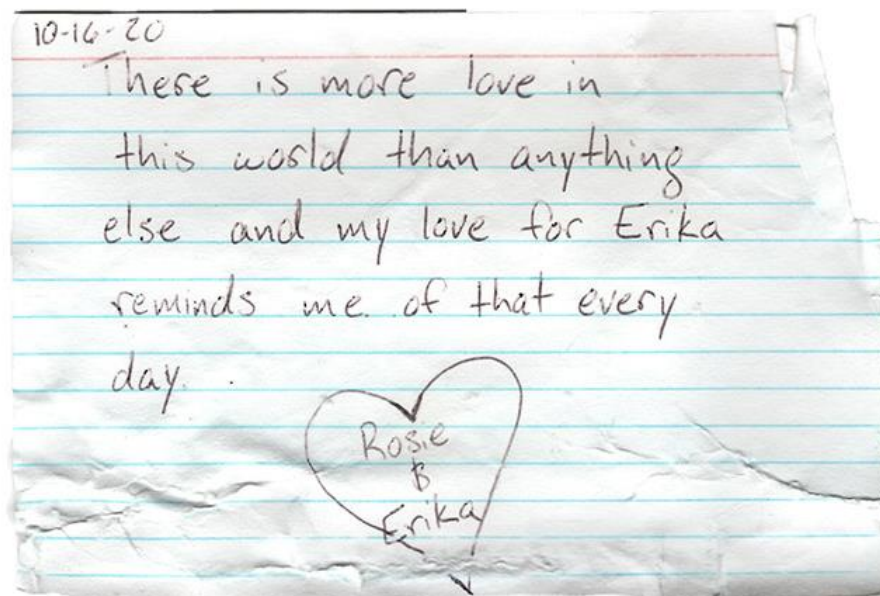 10-16-20
There is more love in
this world than anything
else and my love for Erika
reminds me of that every
day.
Rosie
&
Erika